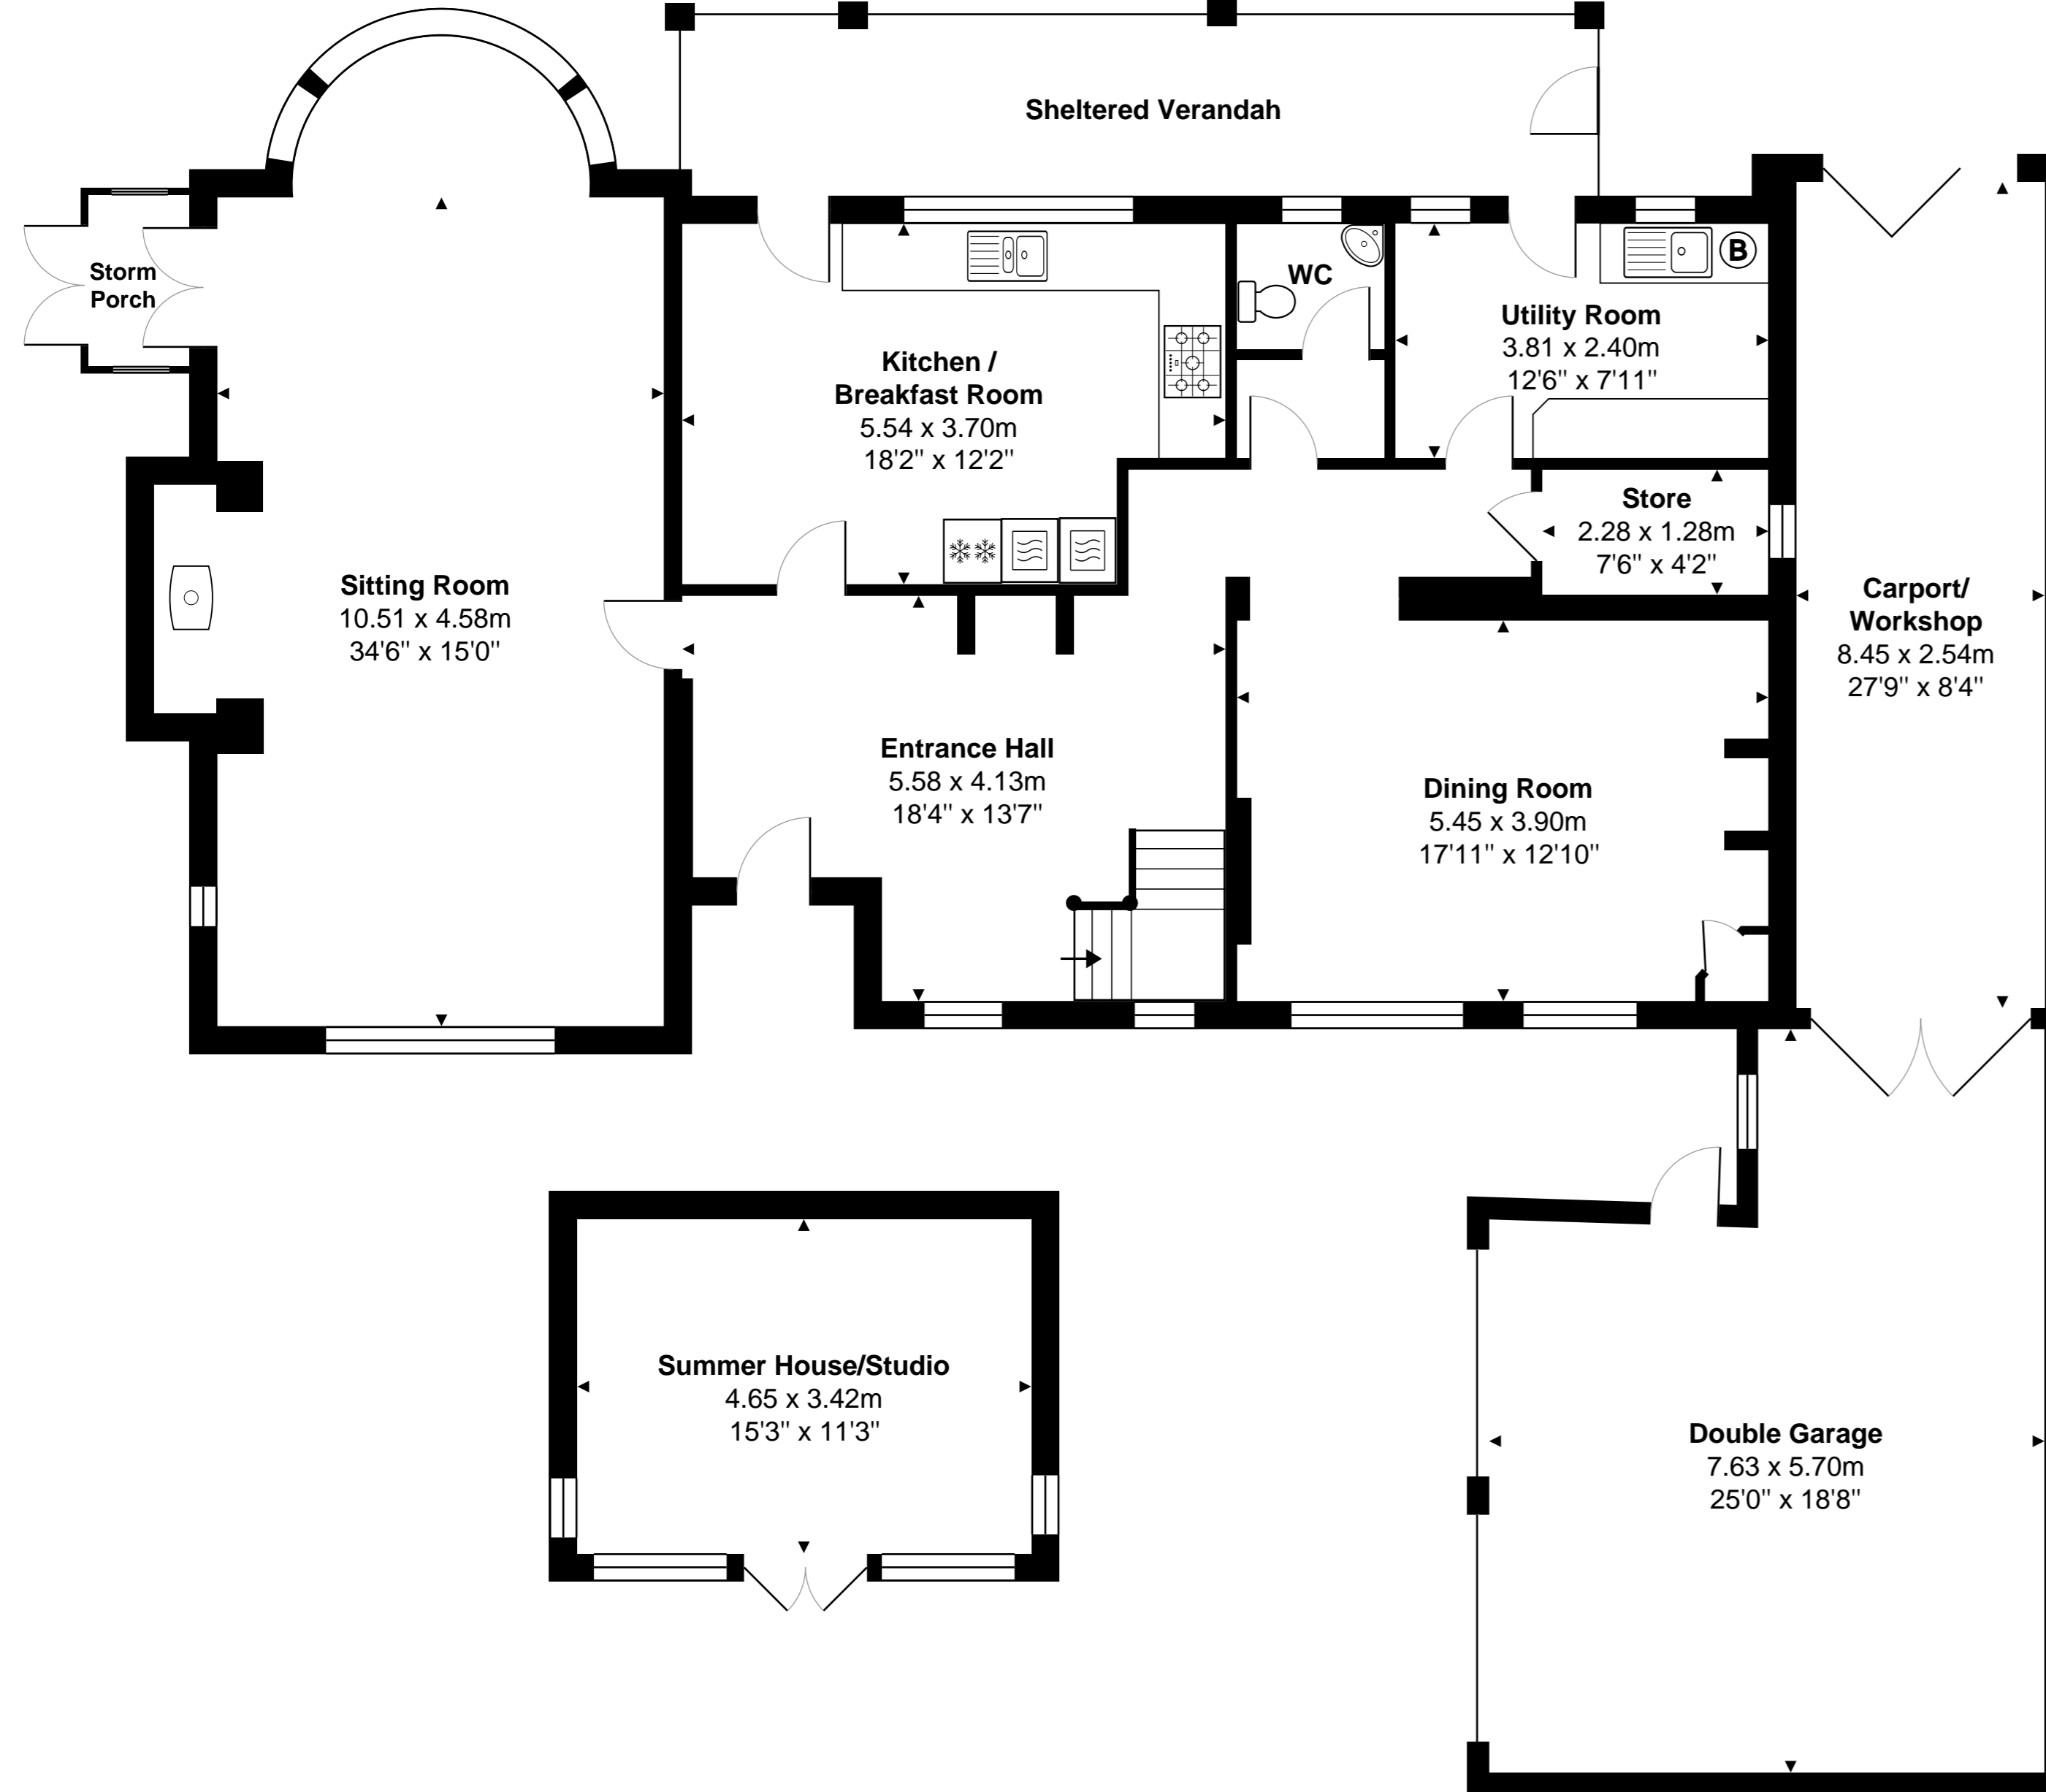 Sheltered Verandah
Storm
Porch
WC
B
Utility Room
3.81 x 2.40m
12'6" x 7'11"
Kitchen /
Breakfast Room
5.54 x 3.70m
18'2" x 12'2"
Store
2.28 x 1.28m
7'6" x 4'2"
Sitting Room
10.51 x 4.58m
34'6" x 15'0"
Carport/
Workshop
8.45 x 2.54m
27'9" x 8'4"
Entrance Hall
5.58 x 4.13m
18'4" x 13'7"
Dining Room
5.45 x 3.90m
17'11" x 12'10"
Summer House/Studio
4.65 x 3.42m
15'3" x 11'3"
Double Garage
7.63 x 5.70m
25'0" x 18'8"